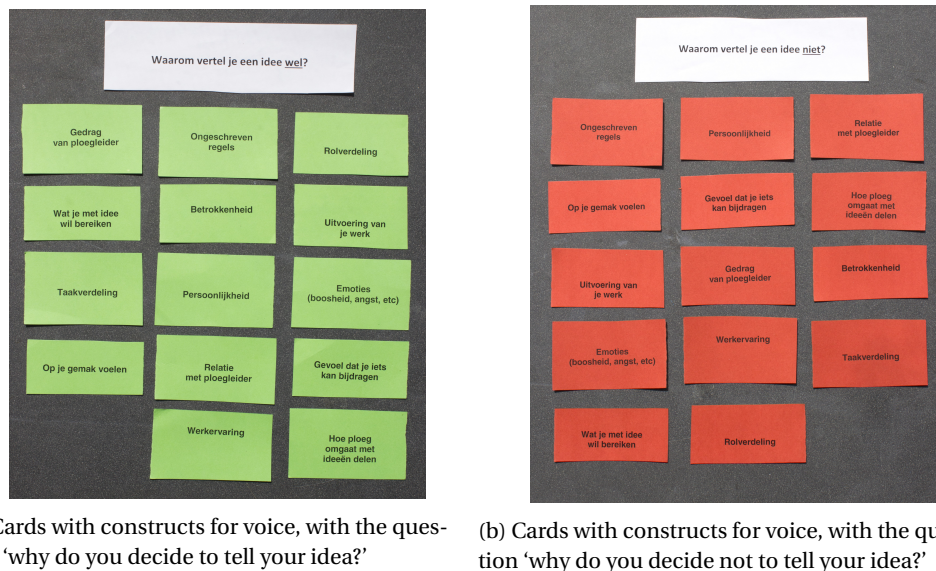 Waarom vertel je een idee wel?
Gedrag
van ploegleider
Ongeschreven
regels
Rolverdeling
Wat je met idee
wil bereiken
Betrokkenheid
Uitvoering van
je werk
Taakverdeling
Persoonlijkheid
Emoties
(boosheid, angst, etc)
Op je gemak voelen
Relatie
met ploegleider
Gevoel dat je iets
kan bijdragen
Werkervaring
Hoe ploeg
omgaat met
ideeën delen
Cards with constructs for voice, with the ques-
‘why do you decide to tell your idea?’
Waarom vertel je een idee niet?
Ongeschreven
regels
Persoonlijkheid
Relatie
met ploegleider
Op je gemak voelen
Gevoel dat je iets
kan bijdragen
Hoe ploeg
omgaat met
ideeën delen
Uitvoering van
je werk
Gedrag
van ploegleider
Betrokkenheid
Emoties
(boosheid, angst, etc)
Werkervaring
Taakverdeling
Wat je met idee
wil bereiken
Rolverdeling
(b) Cards with constructs for voice, with the qu
tion ‘why do you decide not to tell your idea?’